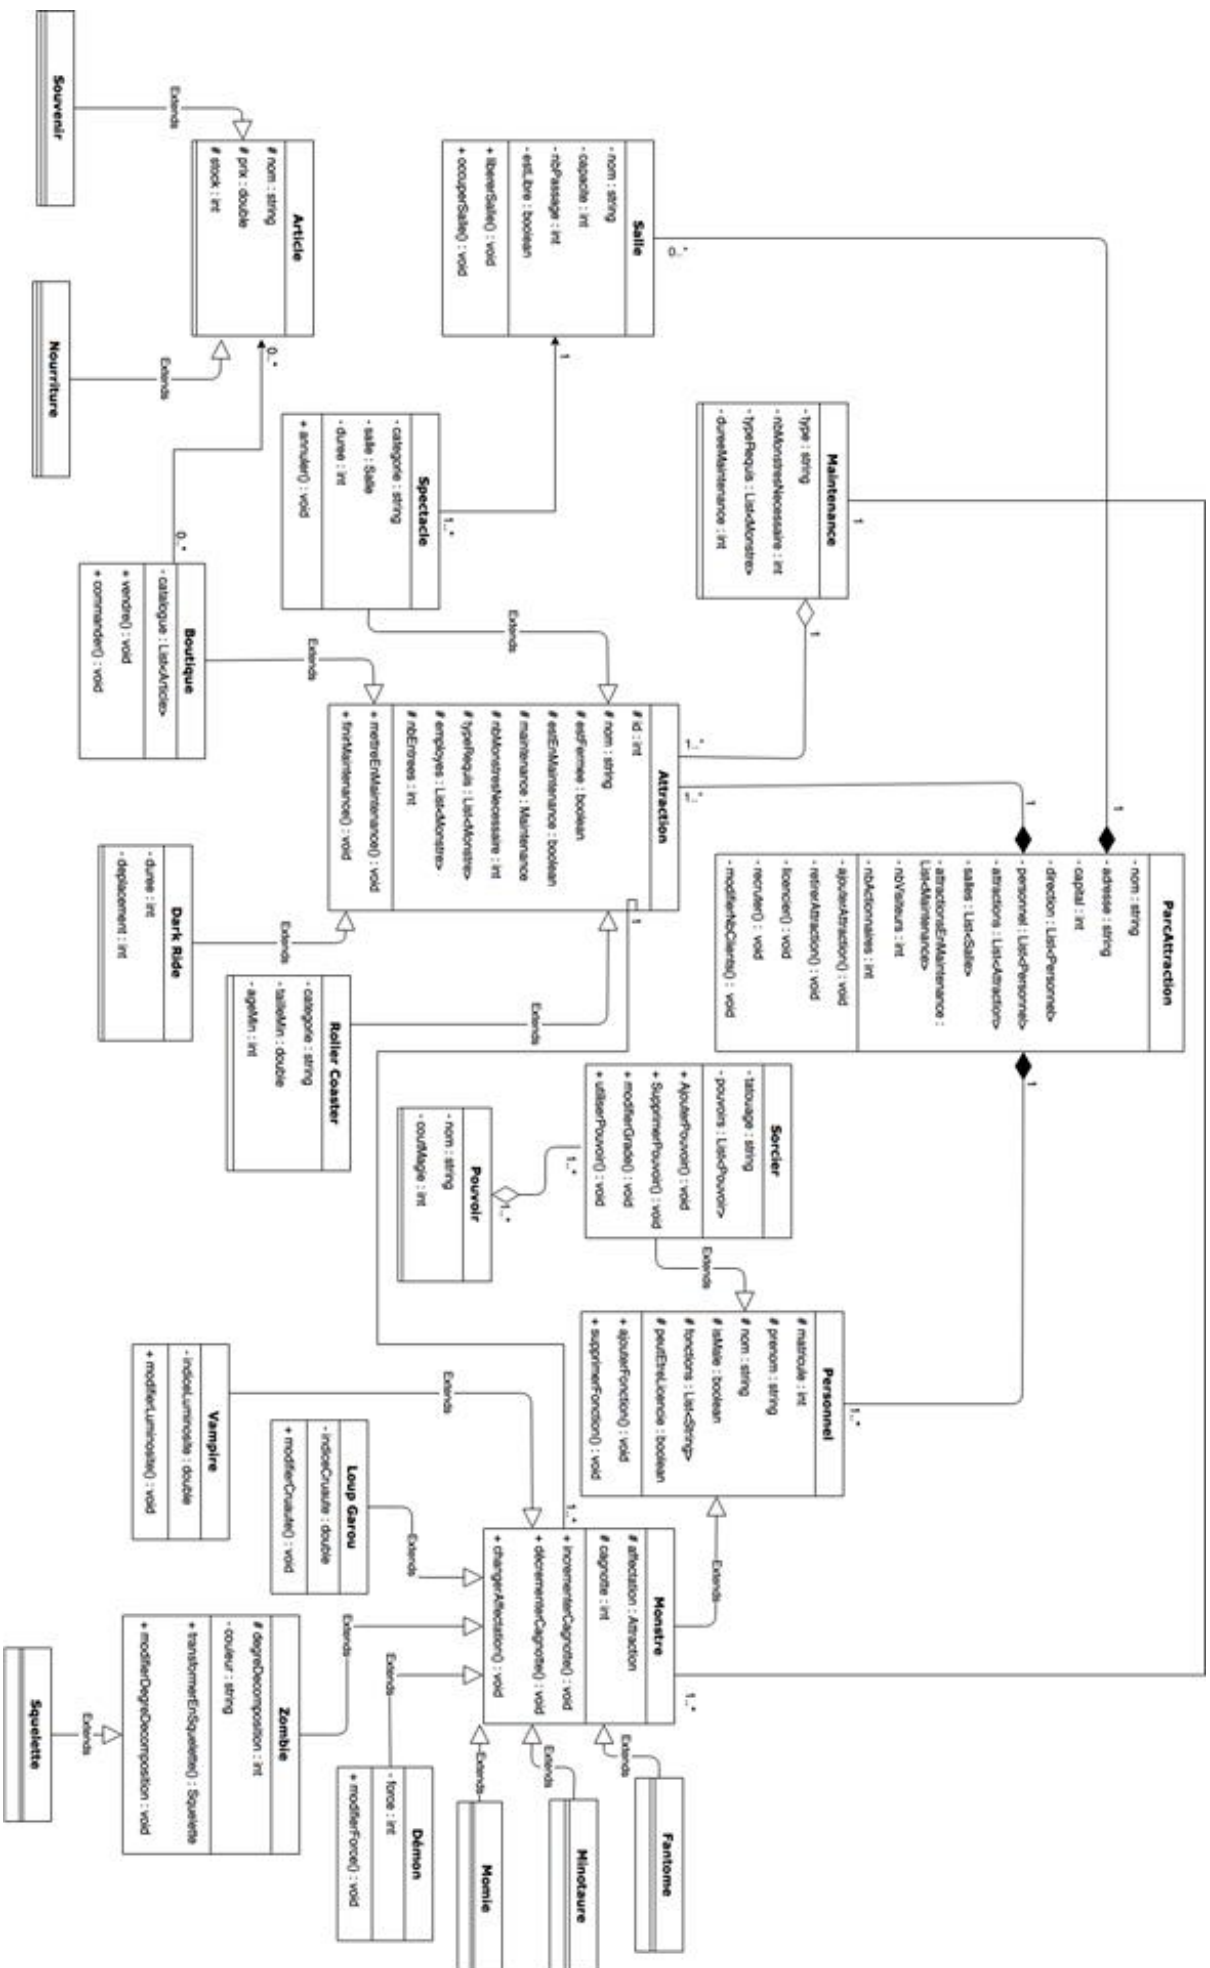 ParcAttraction
- nom : string
- adresse : string
- capital : int
- direction : List<Personnel>
- personnel : List<Personnel>
- attractions : List<Attraction>
- salles : List<Salle>
- attractionsEnMaintenance :
List<Maintenance>
- nbVisiteurs : int
- nbActionnaires : int
+ ajouterAttraction() : void
- retirerAttraction() : void
- licencier() : void
- recruter() : void
- modifierNbClients() : void
1
1
1
Maintenance
- type : string
- nbMonstresNecessaire : int
- typeRequis : List<Monstre>
- dureeMaintenance : int
1
1
Personnel
# matricule : int
# prenom : string
# nom : string
# isMale : boolean
# fonctions : List<String>
# peutEtreLicencie : boolean
+ ajouterFonction() : void
+ supprimerFonction() : void
1..*
Sorcier
- tatouage : string
- pouvoirs : List<Pouvoir>
+ AjouterPouvoir() : void
+ SupprimerPouvoir() : void
+ modifierGrade() : void
+ utiliserPouvoir() : void
Extends
1..*
Pouvoir
- nom : string
- coutMagie : int
1..*
Salle
- nom : string
- capacite : int
- nbPassage : int
- estLibre : boolean
+ libererSalle() : void
+ occuperSalle() : void
0..*
1
Attraction
# id : int
# nom : string
# estFermee : boolean
# estEnMaintenance : boolean
# maintenance : Maintenance
# nbMonstresNecessaire : int
# typeRequis : List<Monstre>
# employes : List<Monstre>
# nbEntrees : int
+ mettreEnMaintenance() : void
+ finirMaintenance() : void
1..*
1..*
1
Monstre
# affectation : Attraction
# cagnotte : int
+ incrementerCagnotte() : void
+ décrementerCagnotte() : void
+ changerAffectation() : void
Extends
1..*
1..*
Fantome
Extends
Minotaure
Extends
Momie
Extends
Spectacle
- categorie : string
- salle : Salle
- duree : int
+ annuler() : void
1..*
Extends
Roller Coaster
- categorie : string
- tailleMin : double
- ageMin : int
Extends
Démon
- force : int
+ modifierForce() : void
Extends
Loup Garou
- indiceCruaute : double
+ modifierCruaute() : void
Extends
Article
# nom : string
# prix : double
# stock : int
0..*
Zombie
# degreDecomposition : int
- couleur : string
+ transformerEnSquelette() : Squelette
+ modifierDegreDecomposition : void
Extends
Vampire
- indiceLuminosite : double
+ modifierLuminosite() : void
Extends
Boutique
- catalogue : List<Article>
+ vendre() : void
+ commander() : void
0..*
Extends
Dark Ride
- duree : int
- deplacement : int
Extends
Souvenir
Extends
Nourriture
Extends
Squelette
Extends